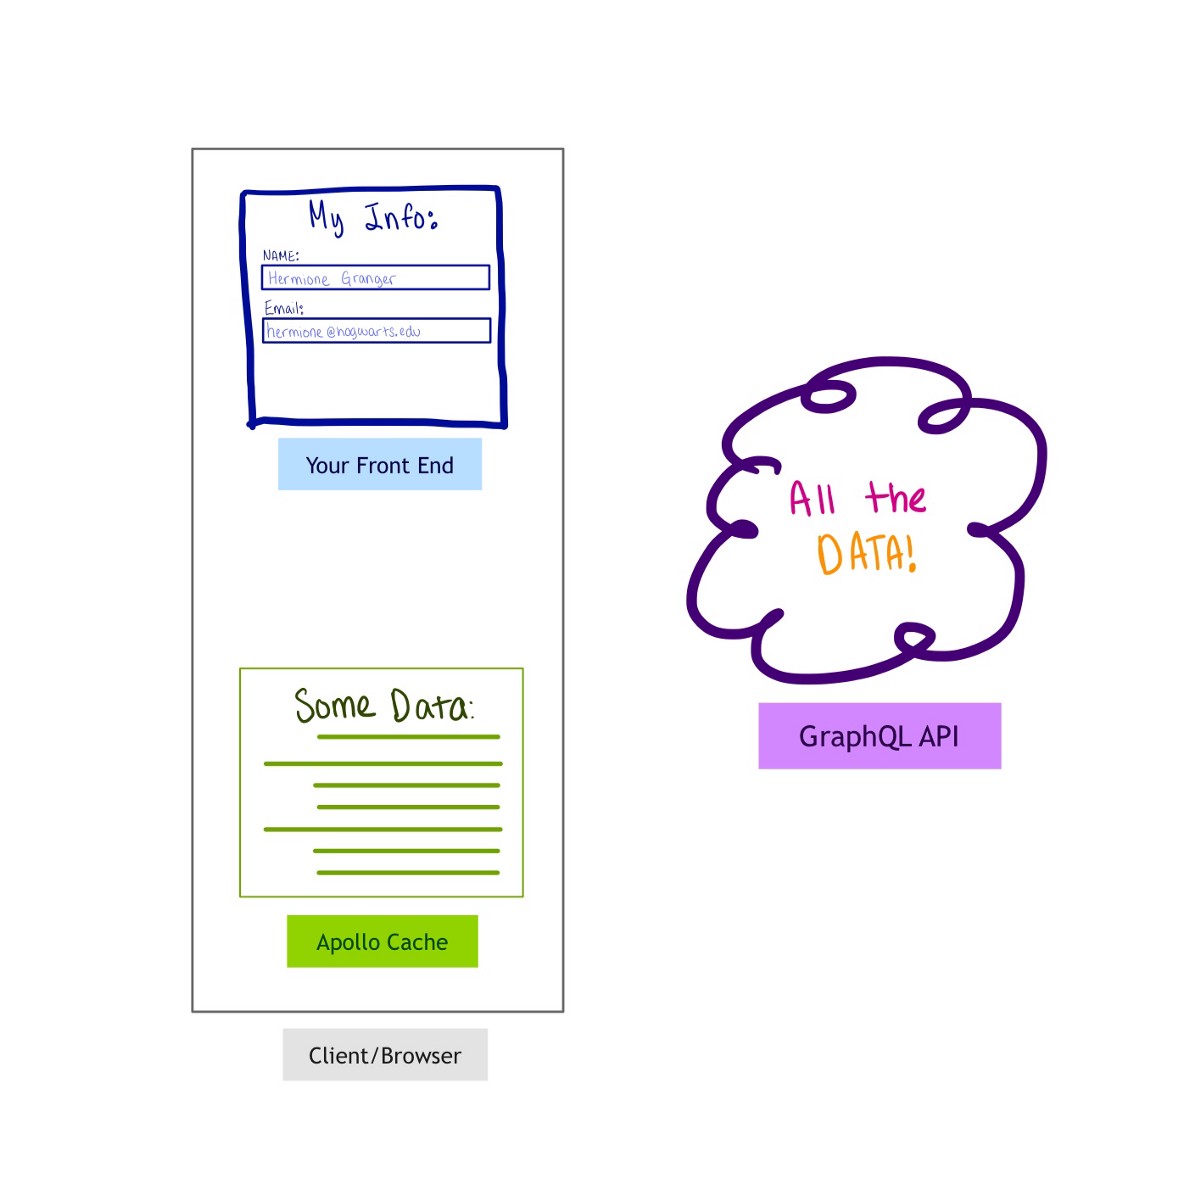 My Info:
NAME:
Hermione Granger
Email:
hermione@hogwarts.edu
Your Front End
Some Data:
Apollo Cache
Client/Browser
All the
DATA!
GraphQL API